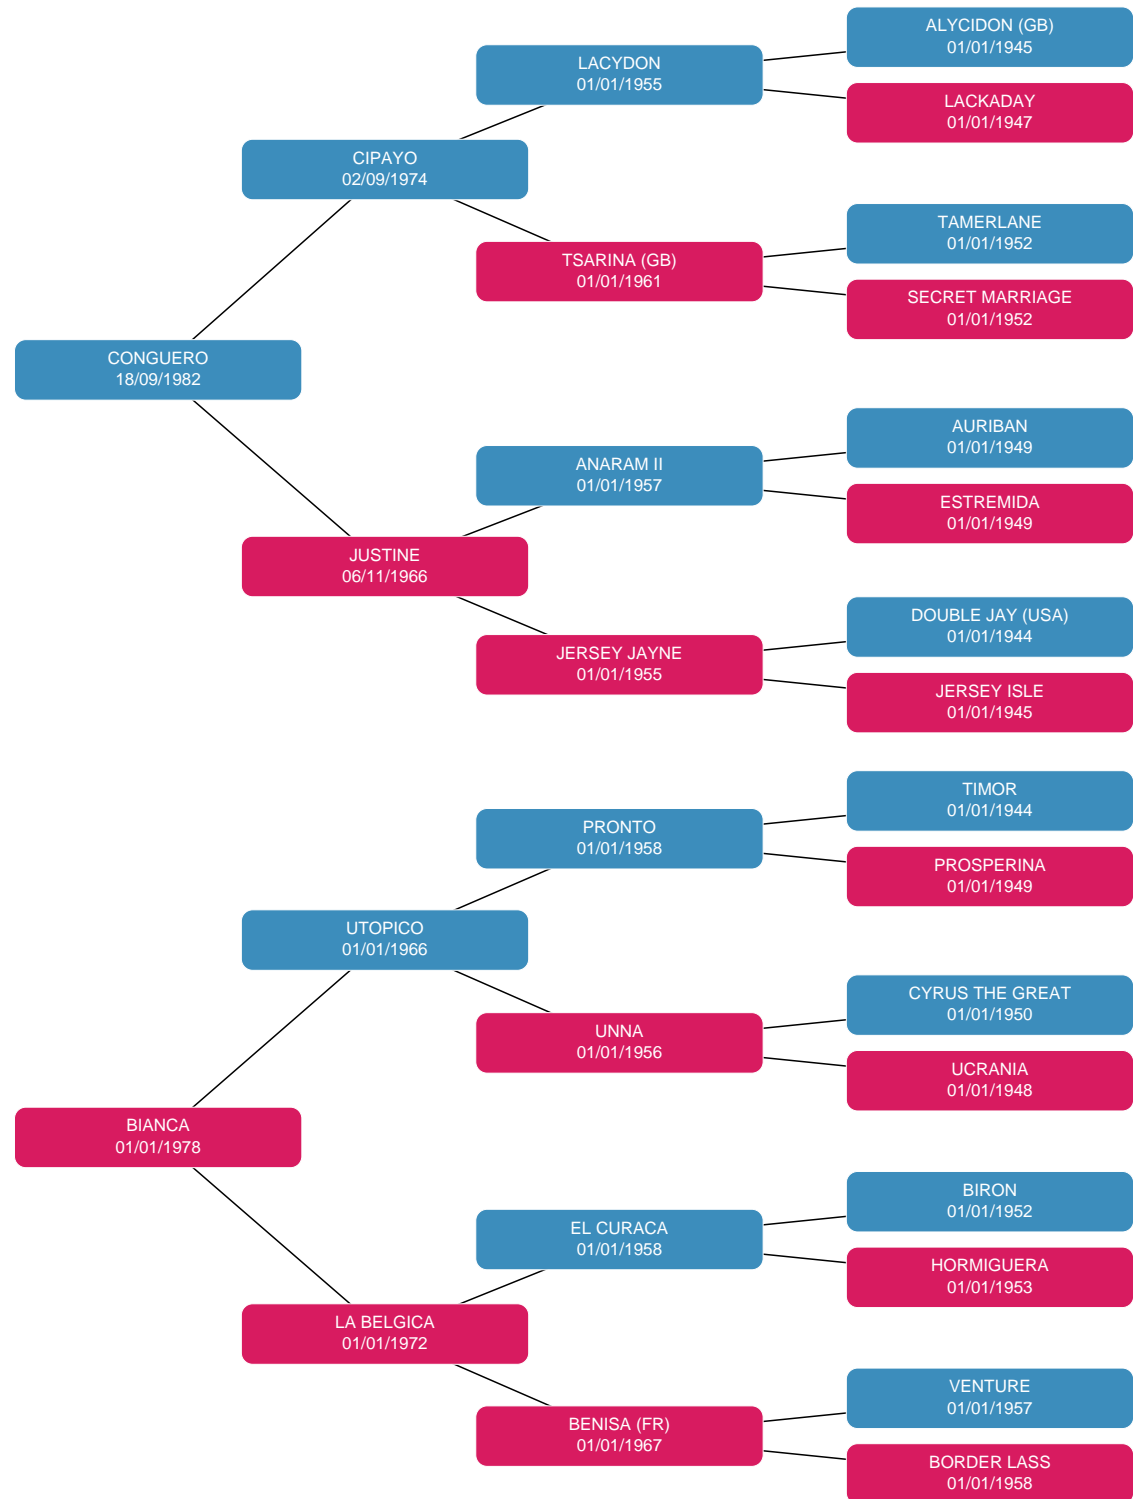 ALYCIDON (GB)
01/01/1945
LACYDON
01/01/1955
LACKADAY
01/01/1947
CIPAYO
02/09/1974
TAMERLANE
01/01/1952
TSARINA (GB)
01/01/1961
SECRET MARRIAGE
01/01/1952
CONGUERO
18/09/1982
AURIBAN
01/01/1949
ANARAM II
01/01/1957
ESTREMIDA
01/01/1949
JUSTINE
06/11/1966
DOUBLE JAY (USA)
01/01/1944
JERSEY JAYNE
01/01/1955
JERSEY ISLE
01/01/1945
TIMOR
01/01/1944
PRONTO
01/01/1958
PROSPERINA
01/01/1949
UTOPICO
01/01/1966
CYRUS THE GREAT
01/01/1950
UNNA
01/01/1956
UCRANIA
01/01/1948
BIANCA
01/01/1978
BIRON
01/01/1952
EL CURACA
01/01/1958
HORMIGUERA
01/01/1953
LA BELGICA
01/01/1972
VENTURE
01/01/1957
BENISA (FR)
01/01/1967
BORDER LASS
01/01/1958